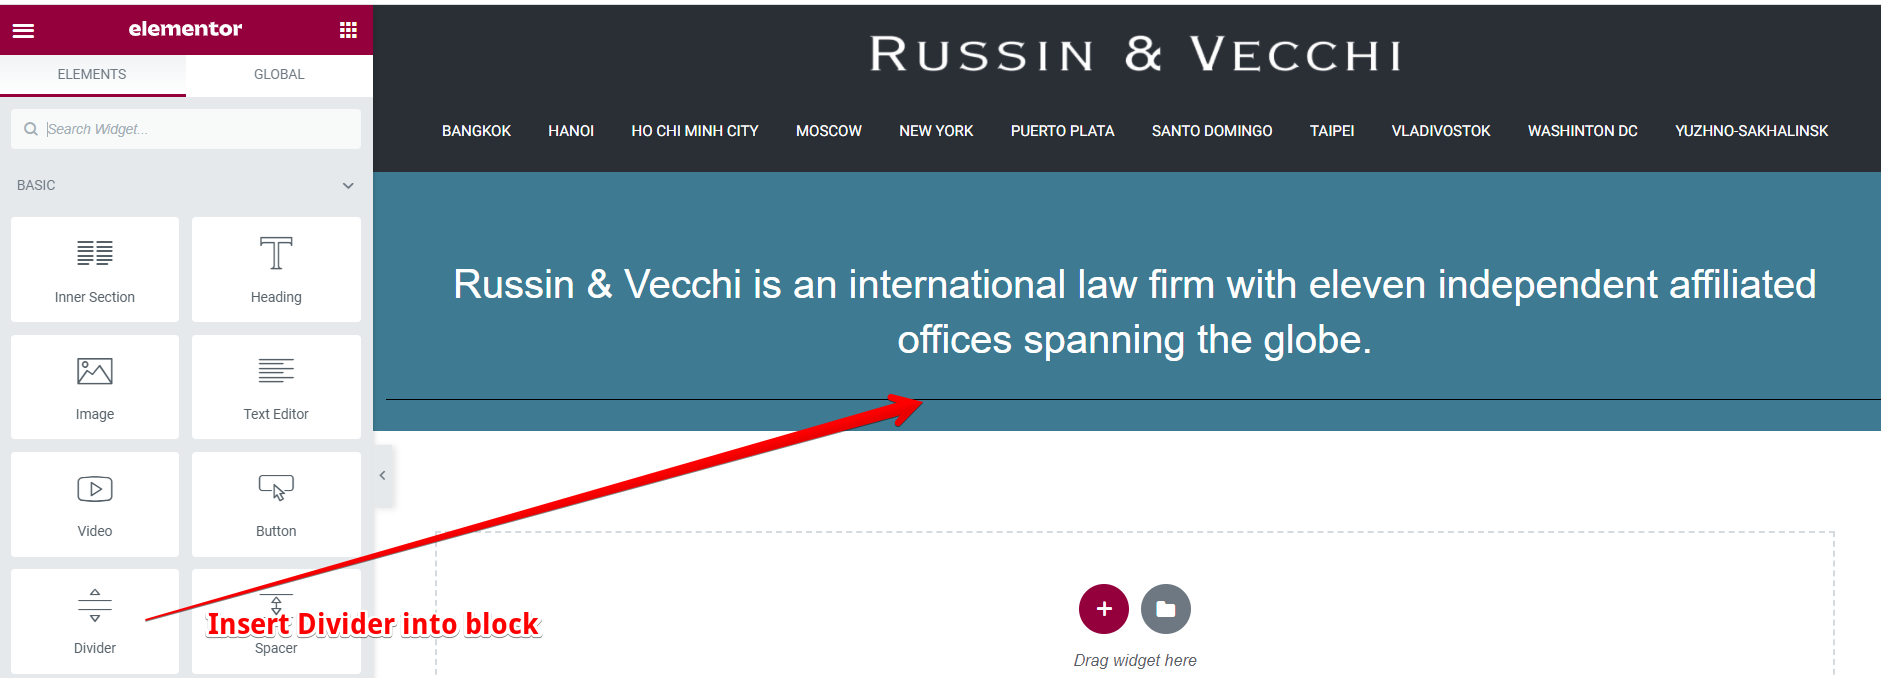 elementor
ELEMENTS
GLOBAL
Search Widget...
BASIC
Inner Section
Heading
Image
Text Editor
Video
Button
Divider
Spacer
Insert Divider into block
RUSSIN & VECCHI
BANGKOK HANOI HO CHI MINH CITY MOSCOW NEW YORK PUERTO PLATA SANTO DOMINGO TAIPEI VLADIVOSTOK WASHINTON DC YUZHNO-SAKHALINSK
Russin & Vecchi is an international law firm with eleven independent affiliated
offices spanning the globe.
Drag widget here